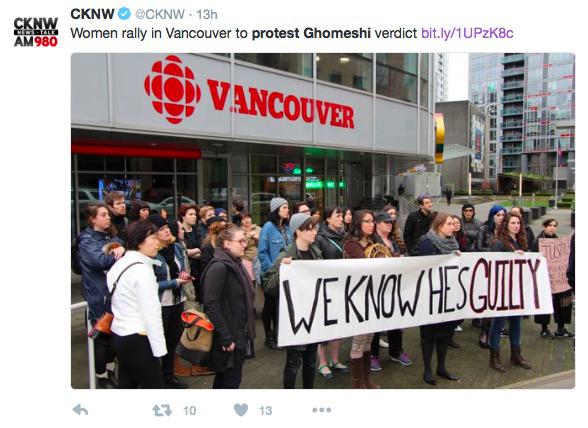 CKNW @CKNW · 13h
Women rally in Vancouver to protest Ghomeshi verdict bit.ly/1UPzK8c
CKNW
NEWS · TALK
AM980
VANCOUVER
WE KNOW HES GUILTY
10
13